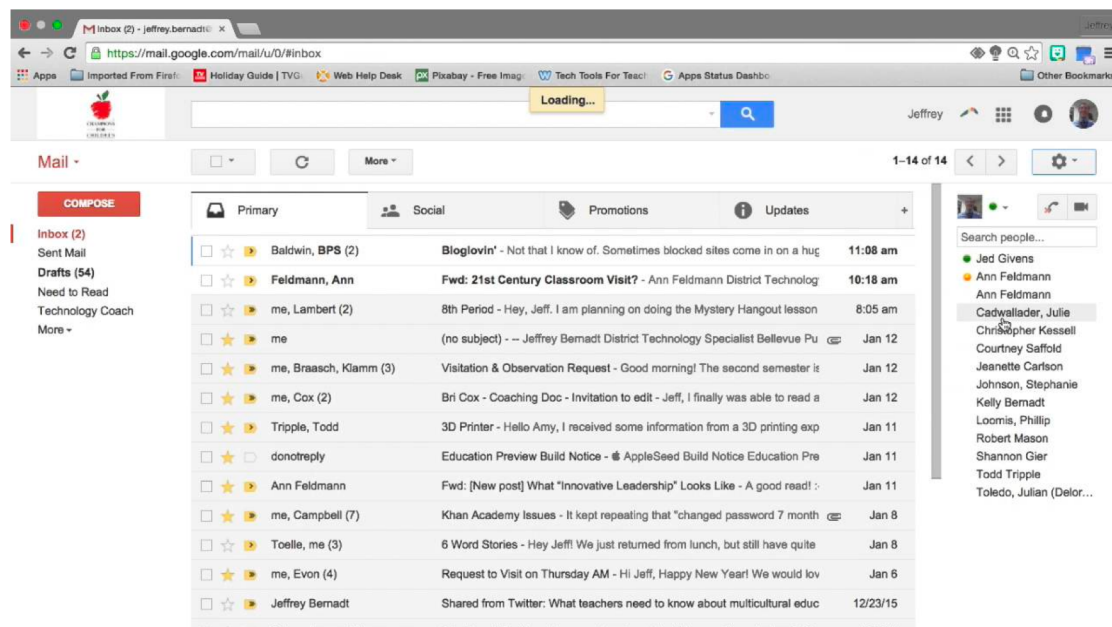 Inbox (2) - jeffrey.bernadt@
Jeffrey
https://mail.google.com/mail/u/0/#inbox
Apps Imported From Firefo Holiday Guide | TVG Web Help Desk Pixabay - Free Imag Tech Tools For Teach Apps Status Dashbo Other Bookmarks
Loading...
CHAMPIONS
FOR
CHILDREN
Jeffrey
Mail More 1–14 of 14
COMPOSE
Inbox (2)
Sent Mail
Drafts (54)
Need to Read
Technology Coach
More
Primary Social Promotions Updates +
Baldwin, BPS (2) Bloglovin' - Not that I know of. Sometimes blocked sites come in on a hug 11:08 am
Feldmann, Ann Fwd: 21st Century Classroom Visit? - Ann Feldmann District Technolog 10:18 am
me, Lambert (2) 8th Period - Hey, Jeff. I am planning on doing the Mystery Hangout lesson 8:05 am
me (no subject) - -- Jeffrey Bernadt District Technology Specialist Bellevue Pu Jan 12
me, Braasch, Klamm (3) Visitation & Observation Request - Good morning! The second semester is Jan 12
me, Cox (2) Bri Cox - Coaching Doc - Invitation to edit - Jeff, I finally was able to read a Jan 12
Tripple, Todd 3D Printer - Hello Amy, I received some information from a 3D printing exp Jan 11
donotreply Education Preview Build Notice - AppleSeed Build Notice Education Pre Jan 11
Ann Feldmann Fwd: [New post] What "Innovative Leadership" Looks Like - A good read! :- Jan 11
me, Campbell (7) Khan Academy Issues - It kept repeating that "changed password 7 month Jan 8
Toelle, me (3) 6 Word Stories - Hey Jeff! We just returned from lunch, but still have quite Jan 8
me, Evon (4) Request to Visit on Thursday AM - Hi Jeff, Happy New Year! We would lov Jan 6
Jeffrey Bernadt Shared from Twitter: What teachers need to know about multicultural educ 12/23/15
Search people...
Jed Givens
Ann Feldmann
Ann Feldmann
Cadwallader, Julie
Christopher Kessell
Courtney Saffold
Jeanette Carlson
Johnson, Stephanie
Kelly Bernadt
Loomis, Phillip
Robert Mason
Shannon Gier
Todd Tripple
Toledo, Julian (Delor...